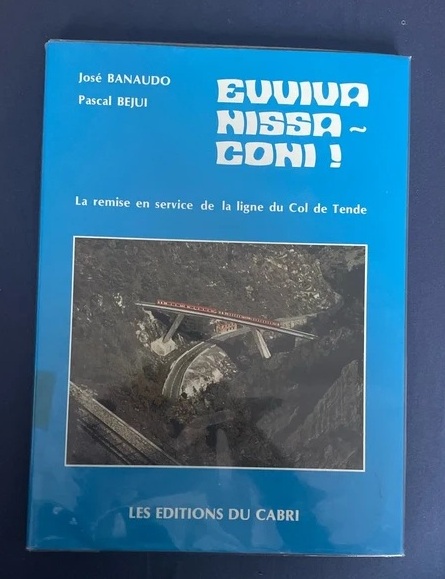 José BANAUDO
Pascal BEJUI
EVVIVA
NISSA ~
CONI !
La remise en service de la ligne du Col de Tende
LES EDITIONS DU CABRI